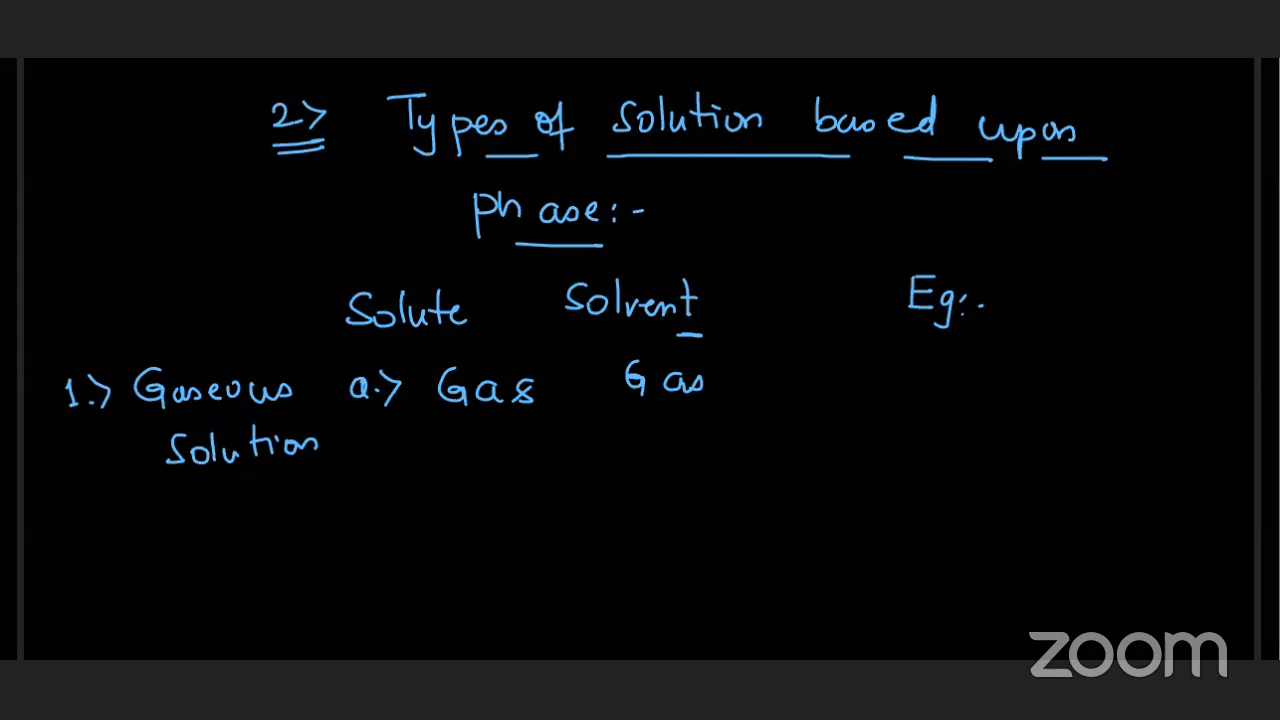 2> Types of solution based upon
phase:-
Solute Solvent Eg:-
1.> Gaseous a.> Gas Gas
Solution
zoom